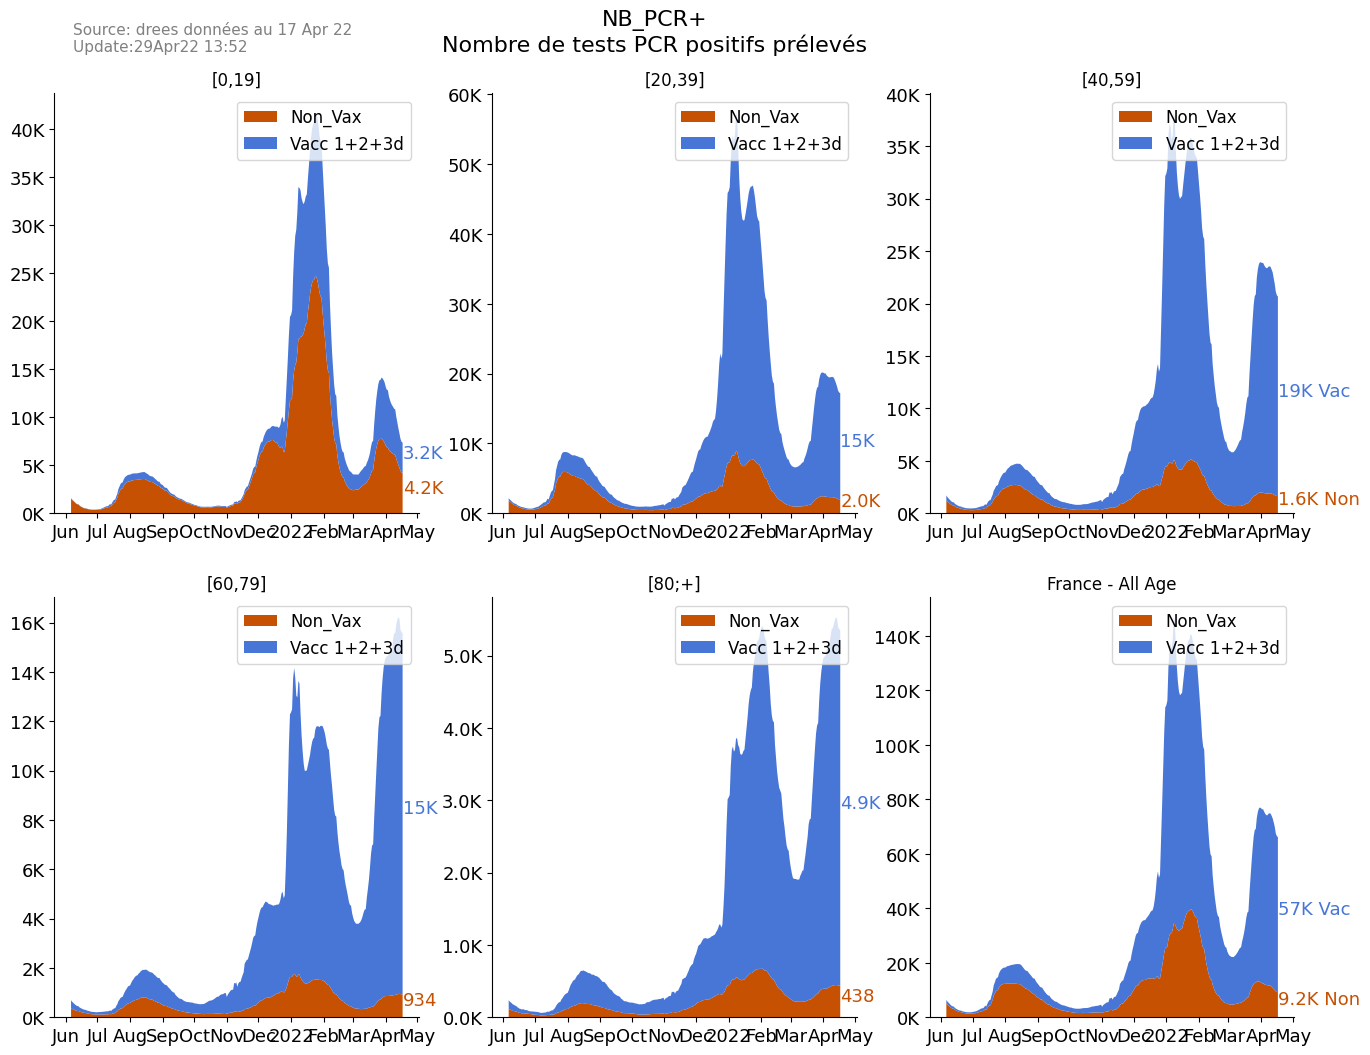 Source: drees données au 17 Apr 22
Update:29Apr22 13:52
NB_PCR+
Nombre de tests PCR positifs prélevés
[0,19]
Non_Vax
Vacc 1+2+3d
40K
35K
30K
25K
20K
15K
10K
5K
0K
3.2K
4.2K
Jun Jul Aug Sep Oct Nov Dec 2022 Feb Mar Apr May
[20,39]
Non_Vax
Vacc 1+2+3d
60K
50K
40K
30K
20K
10K
0K
15K
2.0K
Jun Jul Aug Sep Oct Nov Dec 2022 Feb Mar Apr May
[40,59]
Non_Vax
Vacc 1+2+3d
40K
35K
30K
25K
20K
15K
10K
5K
0K
19K Vac
1.6K Non
Jun Jul Aug Sep Oct Nov Dec 2022 Feb Mar Apr May
[60,79]
Non_Vax
Vacc 1+2+3d
16K
14K
12K
10K
8K
6K
4K
2K
0K
15K
934
Jun Jul Aug Sep Oct Nov Dec 2022 Feb Mar Apr May
[80;+]
Non_Vax
Vacc 1+2+3d
5.0K
4.0K
3.0K
2.0K
1.0K
0.0K
4.9K
438
Jun Jul Aug Sep Oct Nov Dec 2022 Feb Mar Apr May
France - All Age
Non_Vax
Vacc 1+2+3d
140K
120K
100K
80K
60K
40K
20K
0K
57K Vac
9.2K Non
Jun Jul Aug Sep Oct Nov Dec 2022 Feb Mar Apr May